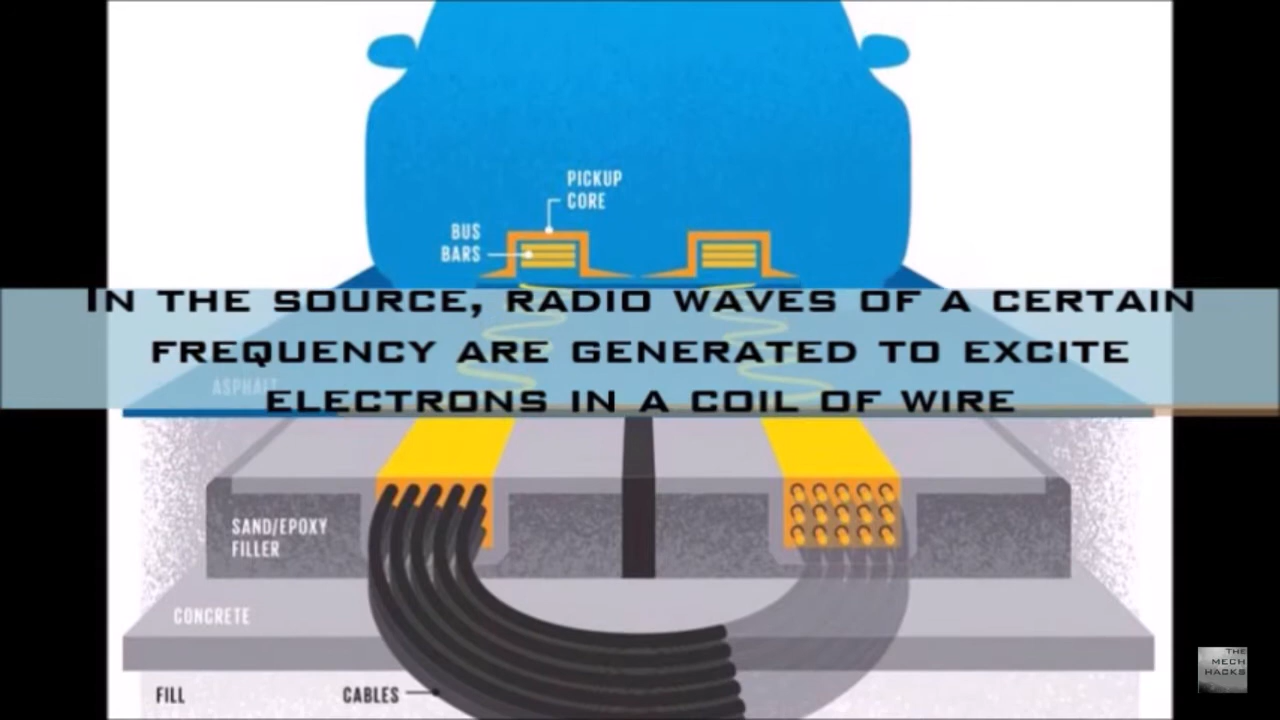 PICKUP
CORE
BUS
BARS
IN THE SOURCE, RADIO WAVES OF A CERTAIN
FREQUENCY ARE GENERATED TO EXCITE
ELECTRONS IN A COIL OF WIRE
ASPHALT
SAND/EPOXY
FILLER
CONCRETE
FILL
CABLES
THE
MECH
HACKS